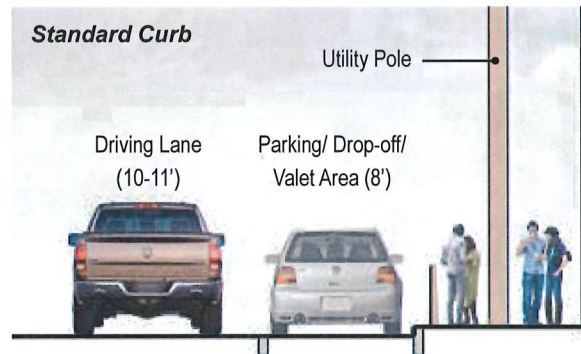 Standard Curb
Utility Pole
Driving Lane
(10-11')
Parking/ Drop-off/
Valet Area (8')